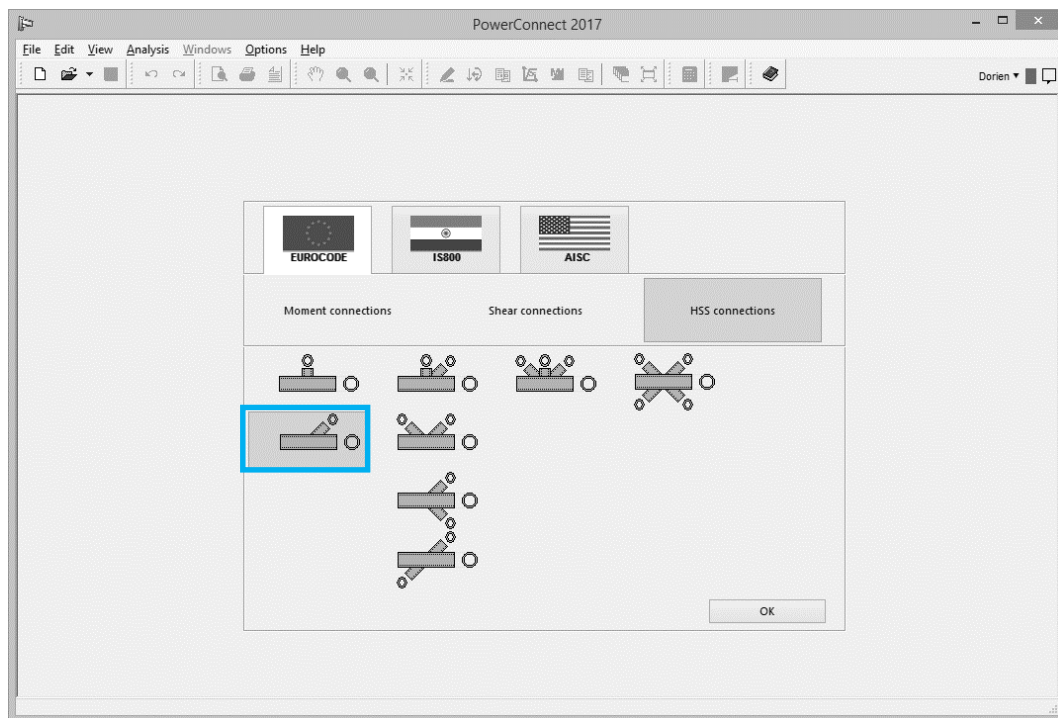 PowerConnect 2017
File Edit View Analysis Windows Options Help
Dorien
EUROCODE IS800 AISC
Moment connections Shear connections HSS connections
OK